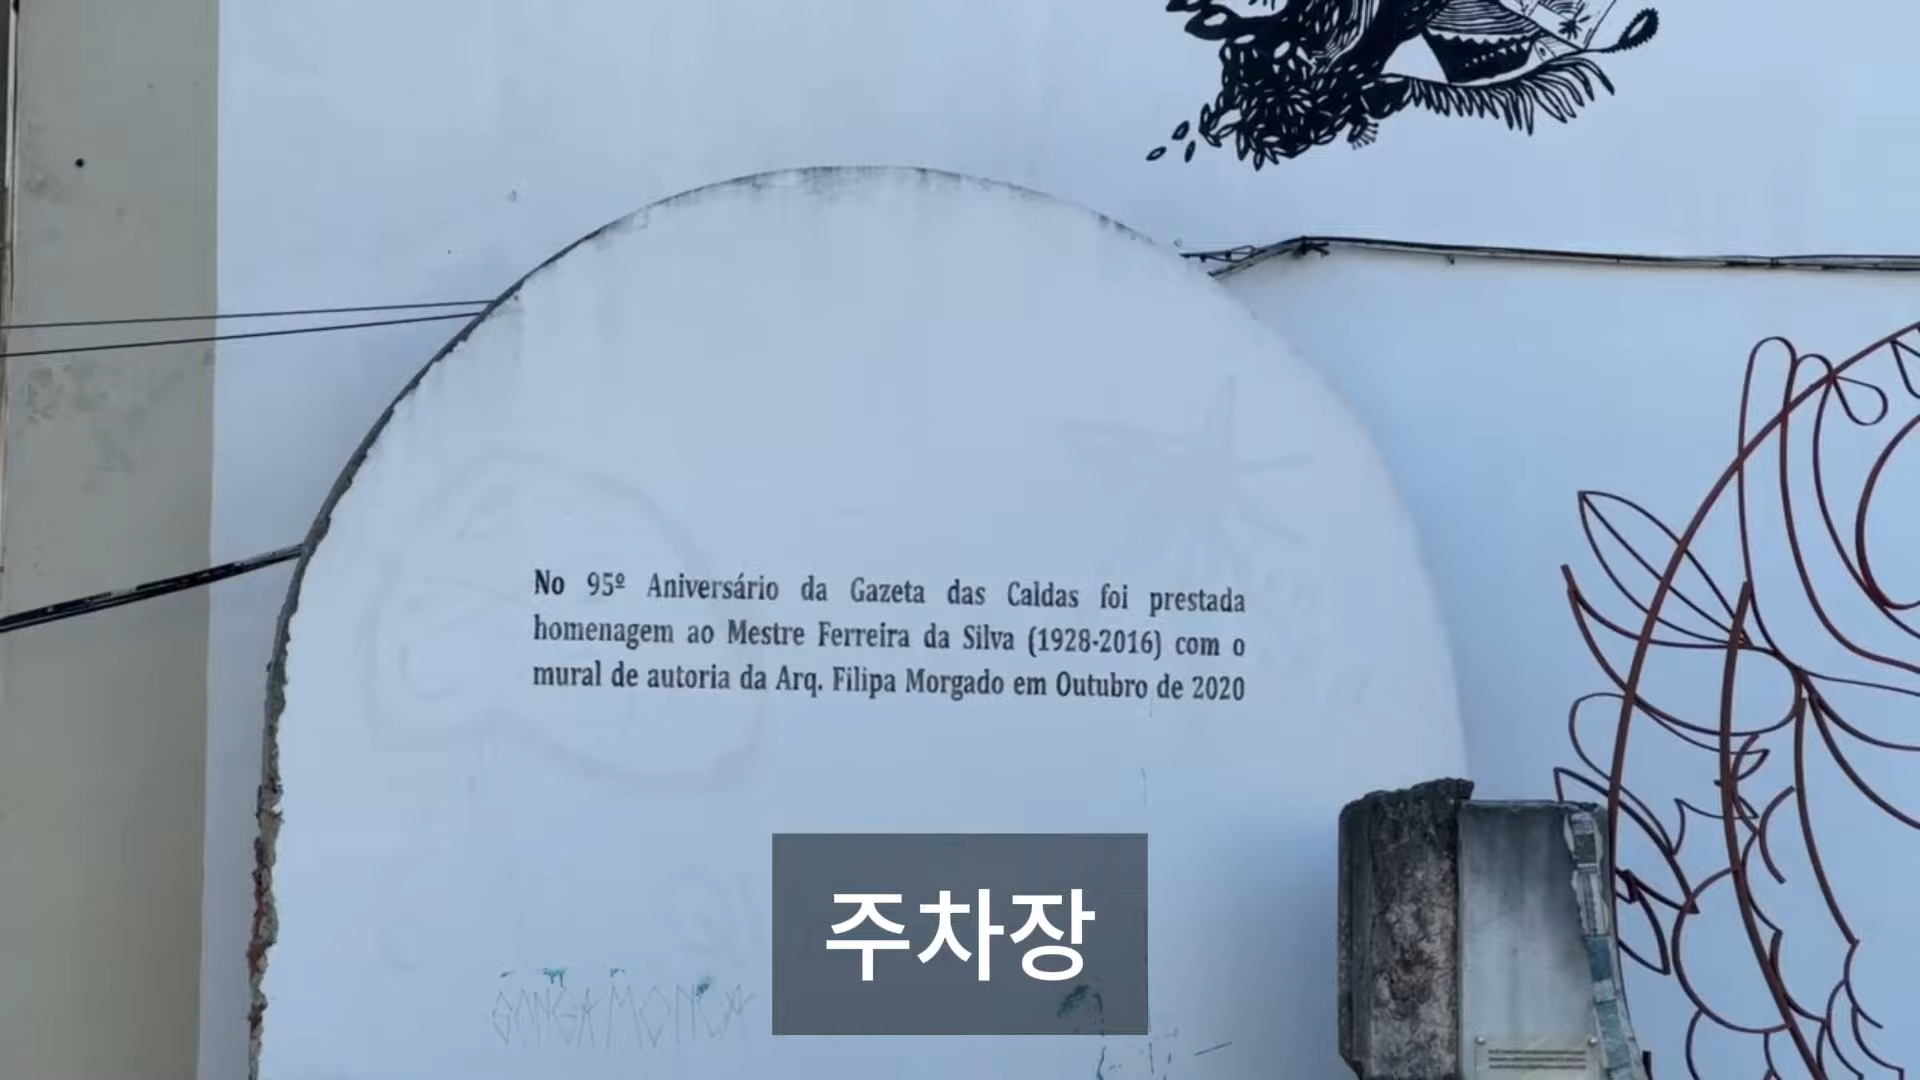 No 95º Aniversário da Gazeta das Caldas foi prestada
homenagem ao Mestre Ferreira da Silva (1928-2016) com o
mural de autoria da Arq. Filipa Morgado em Outubro de 2020
주차장